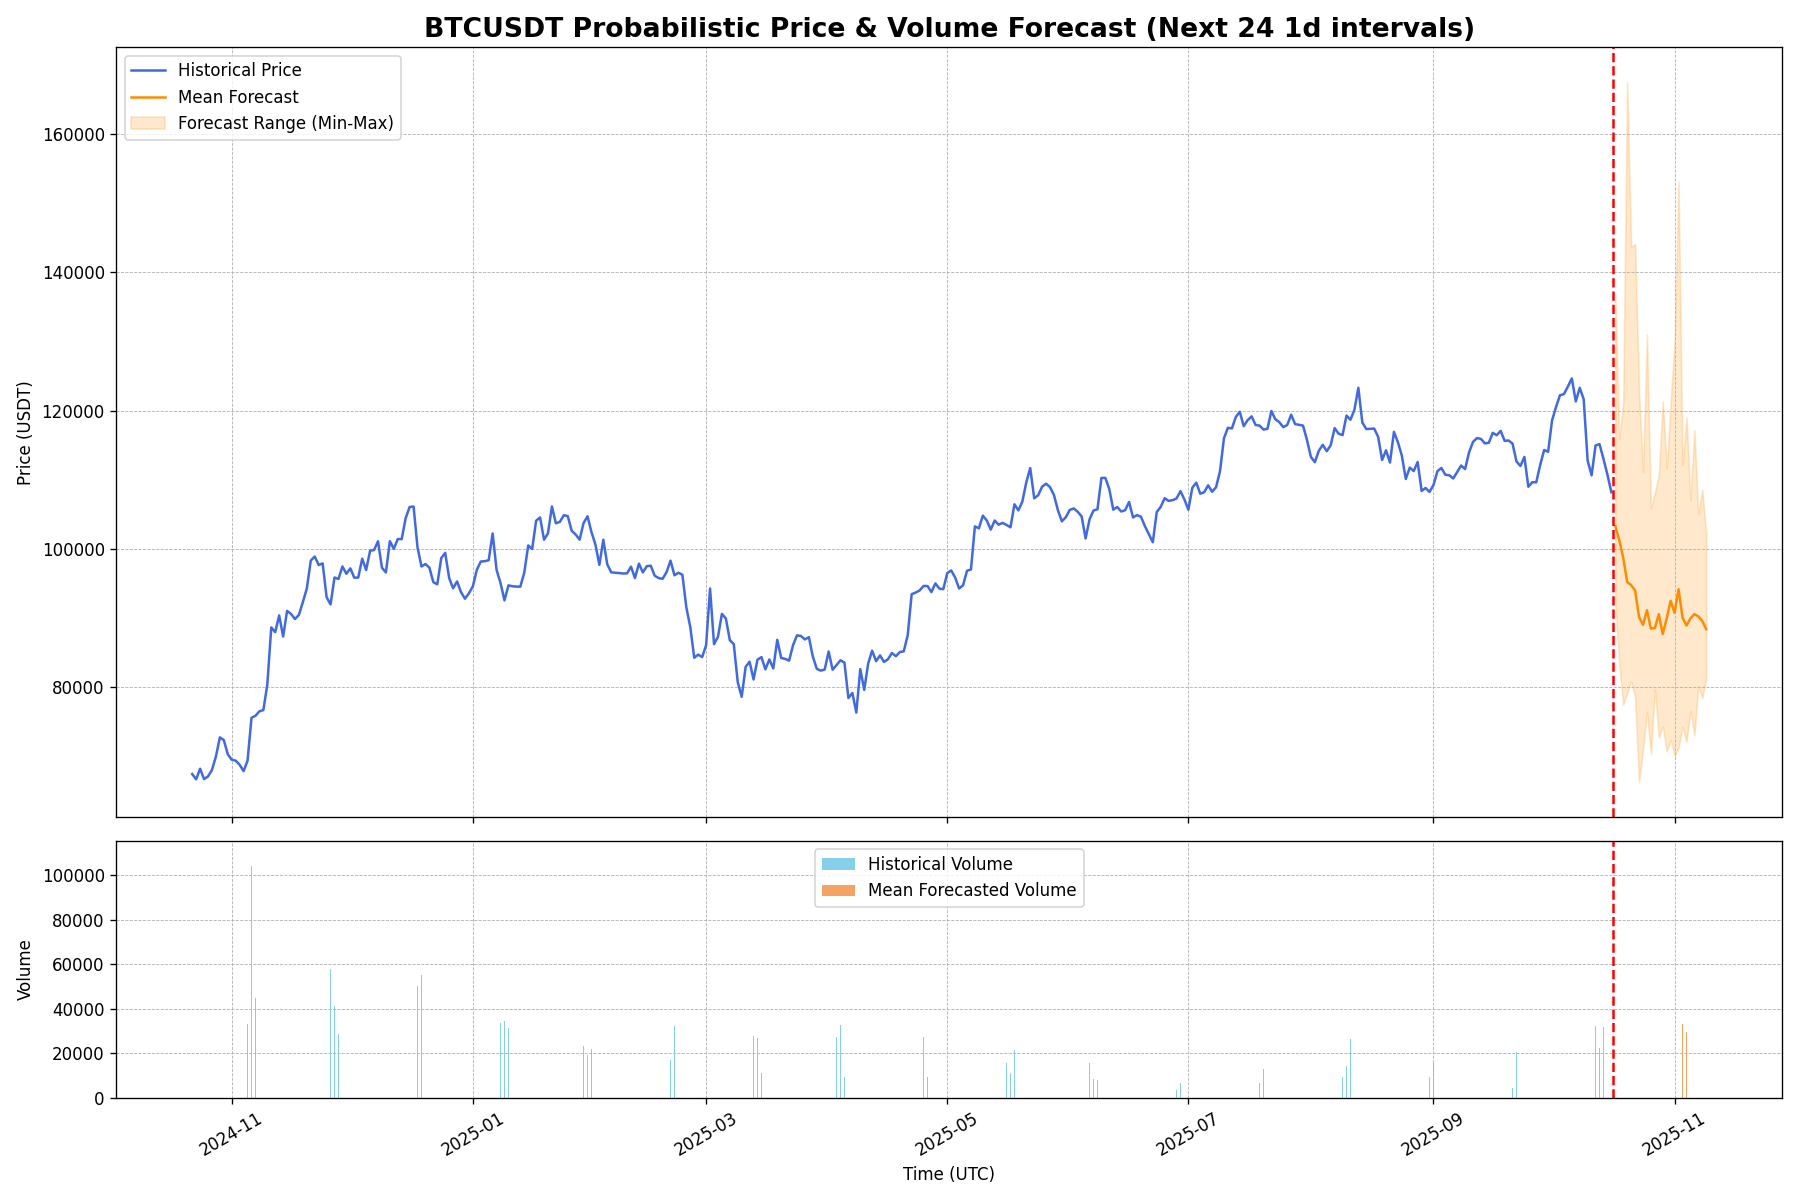 BTCUSDT Probabilistic Price & Volume Forecast (Next 24 1d intervals)
Historical Price
Mean Forecast
Forecast Range (Min-Max)
Price (USDT)
160000
140000
120000
100000
80000
Historical Volume
Mean Forecasted Volume
Volume
100000
80000
60000
40000
20000
0
2024-11
2025-01
2025-03
2025-05
2025-07
2025-09
2025-11
Time (UTC)